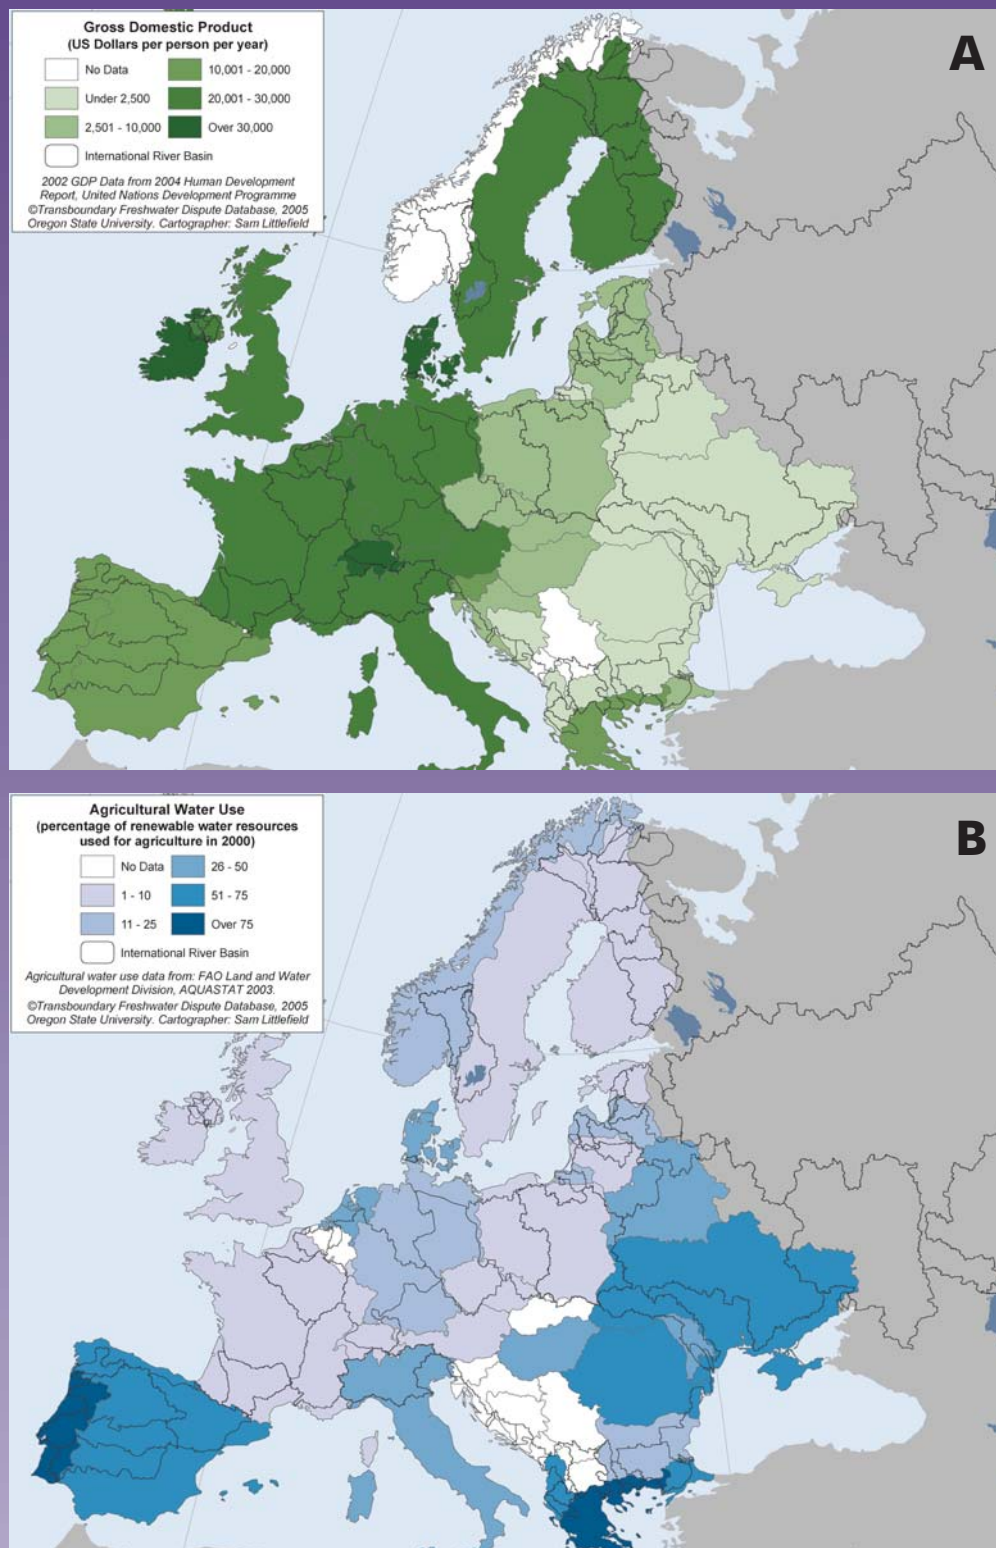 Gross Domestic Product
(US Dollars per person per year)
No Data
10,001 - 20,000
Under 2,500
20,001 - 30,000
2,501 - 10,000
Over 30,000
International River Basin
2002 GDP Data from 2004 Human Development
Report, United Nations Development Programme
©Transboundary Freshwater Dispute Database, 2005
Oregon State University. Cartographer: Sam Littlefield
A
Agricultural Water Use
(percentage of renewable water resources
used for agriculture in 2000)
No Data
26 - 50
1 - 10
51 - 75
11 - 25
Over 75
International River Basin
Agricultural water use data from: FAO Land and Water
Development Division, AQUASTAT 2003.
©Transboundary Freshwater Dispute Database, 2005
Oregon State University. Cartographer: Sam Littlefield
B